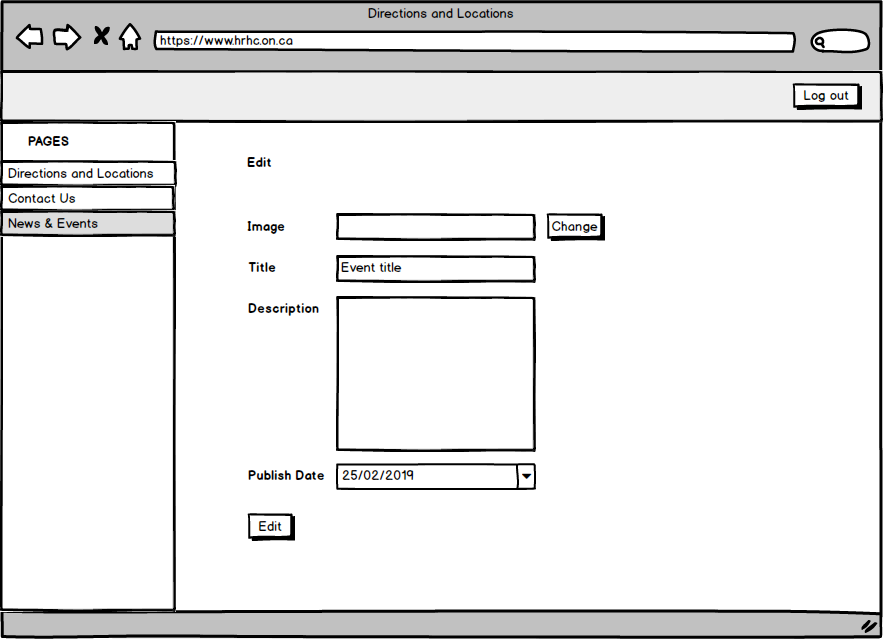 Directions and Locations
https://www.hrhc.on.ca
Log out
PAGES
Directions and Locations
Contact Us
News & Events
Edit
Image
Change
Title
Event title
Description
Publish Date
25/02/2019
Edit